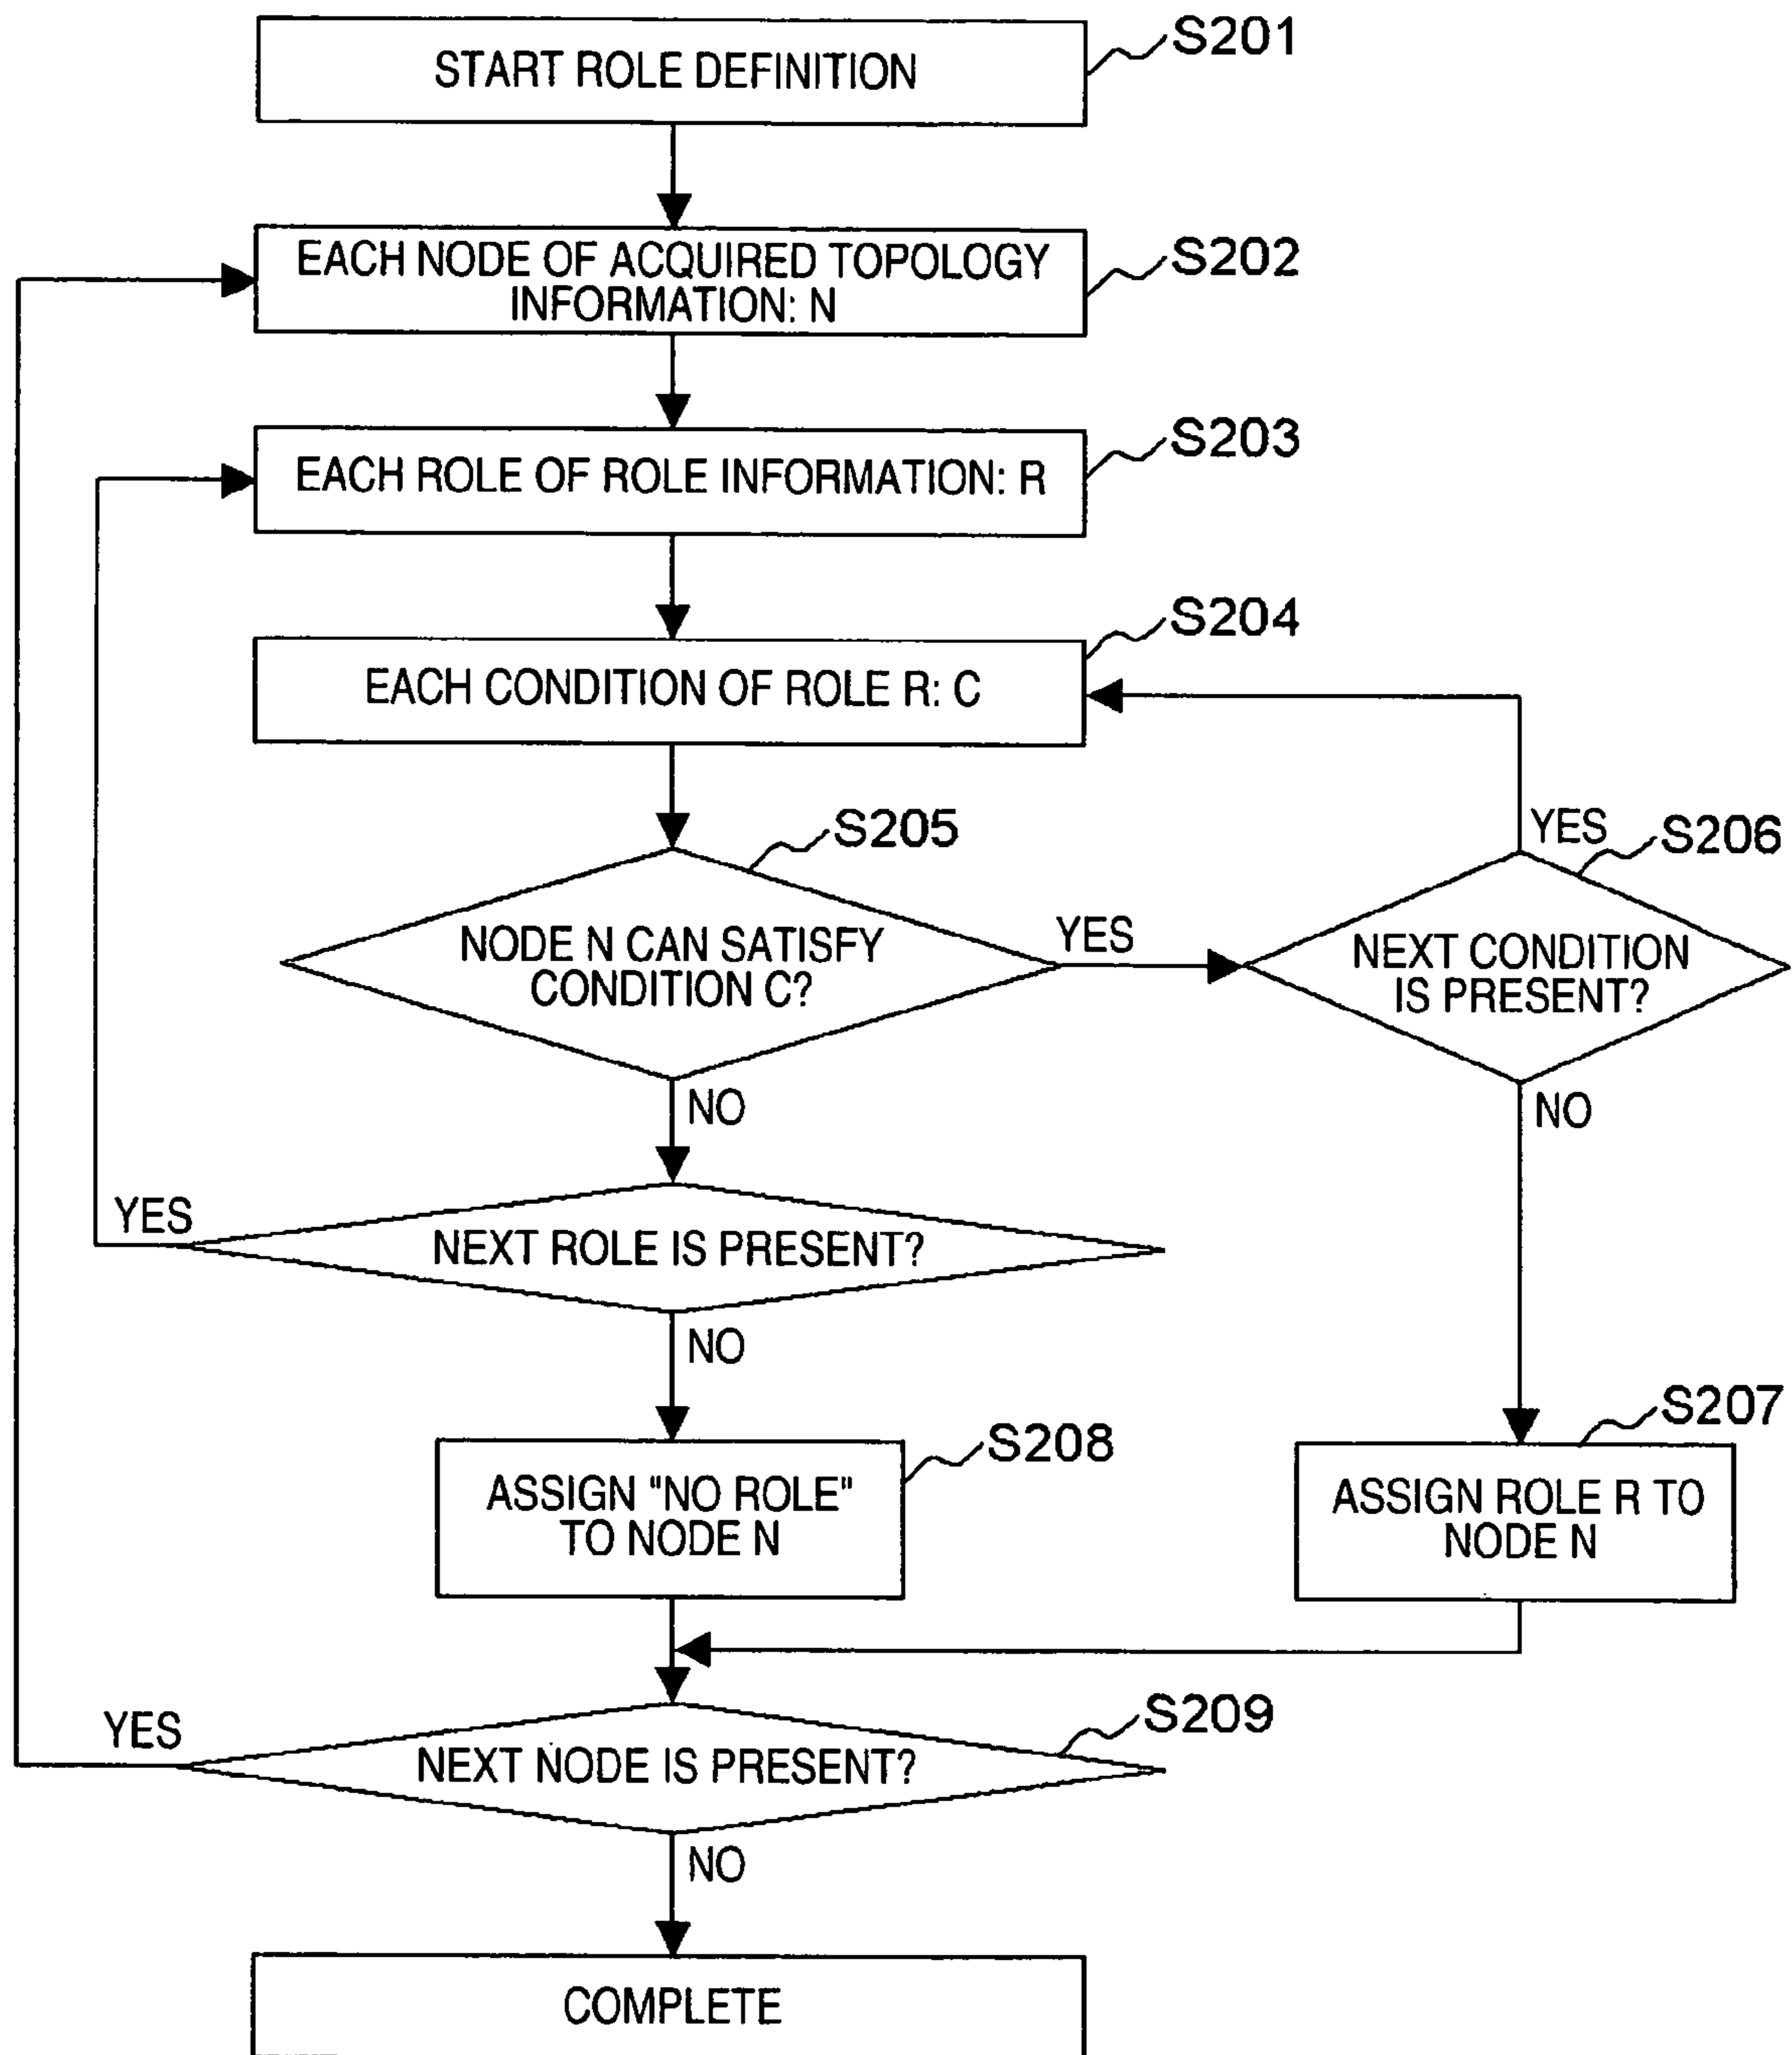 START ROLE DEFINITION
S201
EACH NODE OF ACQUIRED TOPOLOGY
INFORMATION: N
S202
EACH ROLE OF ROLE INFORMATION: R
S203
EACH CONDITION OF ROLE R: C
S204
S205
NODE N CAN SATISFY
CONDITION C?
YES
NO
YES
S206
NEXT CONDITION
IS PRESENT?
NO
YES
NEXT ROLE IS PRESENT?
NO
ASSIGN "NO ROLE"
TO NODE N
S208
ASSIGN ROLE R TO
NODE N
S207
YES
NEXT NODE IS PRESENT?
S209
NO
COMPLETE